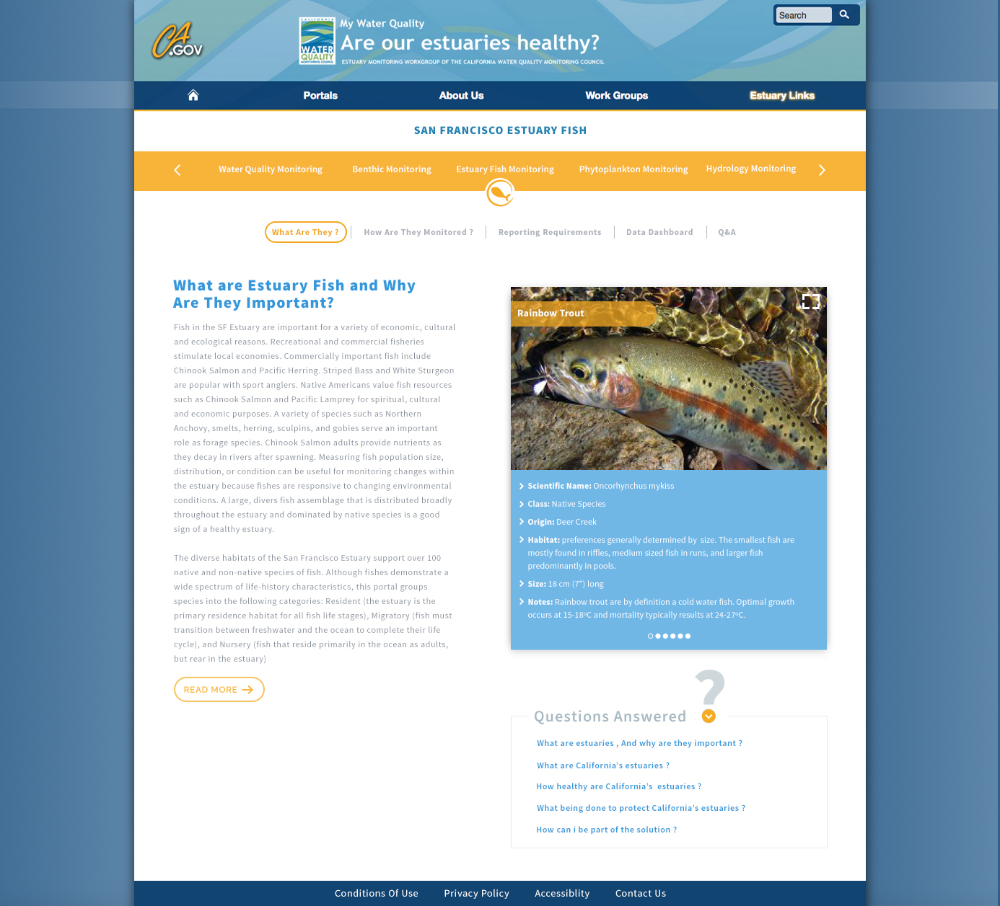 Search
CA.GOV
CALIFORNIA
WATER
QUALITY
MONITORING COUNCIL
My Water Quality
Are our estuaries healthy?
ESTUARY MONITORING WORKGROUP OF THE CALIFORNIA WATER QUALITY MONITORING COUNCIL
Portals
About Us
Work Groups
Estuary Links
SAN FRANCISCO ESTUARY FISH
Water Quality Monitoring
Benthic Monitoring
Estuary Fish Monitoring
Phytoplankton Monitoring
Hydrology Monitoring
What Are They ?
How Are They Monitored ?
Reporting Requirements
Data Dashboard
Q&A
What are Estuary Fish and Why
Are They Important?
Fish in the SF Estuary are important for a variety of economic, cultural
and ecological reasons. Recreational and commercial fisheries
stimulate local economies. Commercially important fish include
Chinook Salmon and Pacific Herring. Striped Bass and White Sturgeon
are popular with sport anglers. Native Americans value fish resources
such as Chinook Salmon and Pacific Lamprey for spiritual, cultural
and economic purposes. A variety of species such as Northern
Anchovy, smelts, herring, sculpins, and gobies serve an important
role as forage species. Chinook Salmon adults provide nutrients as
they decay in rivers after spawning. Measuring fish population size,
distribution, or condition can be useful for monitoring changes within
the estuary because fishes are responsive to changing environmental
conditions. A large, divers fish assemblage that is distributed broadly
throughout the estuary and dominated by native species is a good
sign of a healthy estuary.
The diverse habitats of the San Francisco Estuary support over 100
native and non-native species of fish. Although fishes demonstrate a
wide spectrum of life-history characteristics, this portal groups
species into the following categories: Resident (the estuary is the
primary residence habitat for all fish life stages), Migratory (fish must
transition between freshwater and the ocean to complete their life
cycle), and Nursery (fish that reside primarily in the ocean as adults,
but rear in the estuary)
READ MORE
Rainbow Trout
Scientific Name: Oncorhynchus mykiss
Class: Native Species
Origin: Deer Creek
Habitat: preferences generally determined by  size. The smallest fish are
mostly found in riffles, medium sized fish in runs, and larger fish
predominantly in pools.
Size: 18 cm (7”) long
Notes: Rainbow trout are by definition a cold water fish. Optimal growth
occurs at 15-18ºC and mortality typically results at 24-27ºC.
?
Questions Answered
What are estuaries , And why are they important ?
What are California’s estuaries ?
How healthy are California’s  estuaries ?
What being done to protect California’s estuaries ?
How can i be part of the solution ?
Conditions Of Use
Privacy Policy
Accessiblity
Contact Us